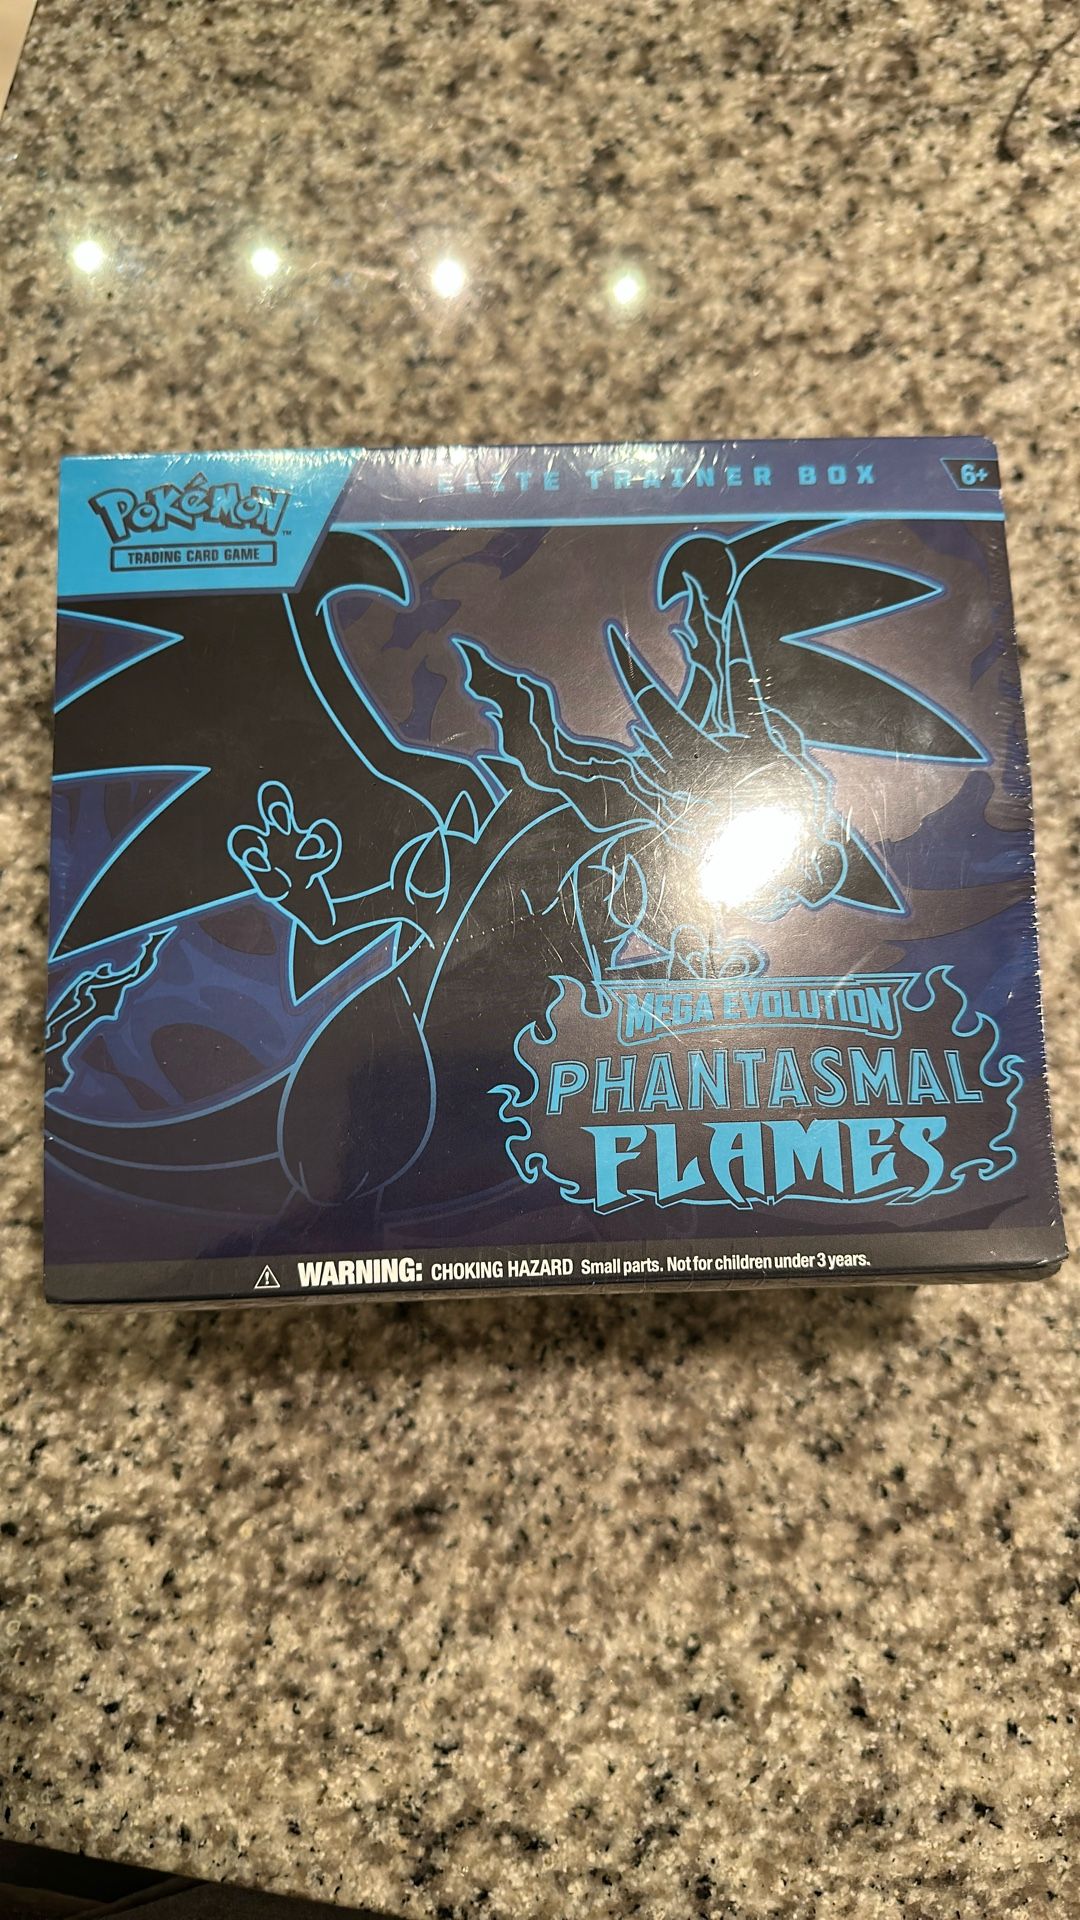 ELITE TRAINER BOX
6+
POKéMON™
TRADING CARD GAME
MEGA EVOLUTION
PHANTASMAL
FLAMES
WARNING: CHOKING HAZARD Small parts. Not for children under 3 years.